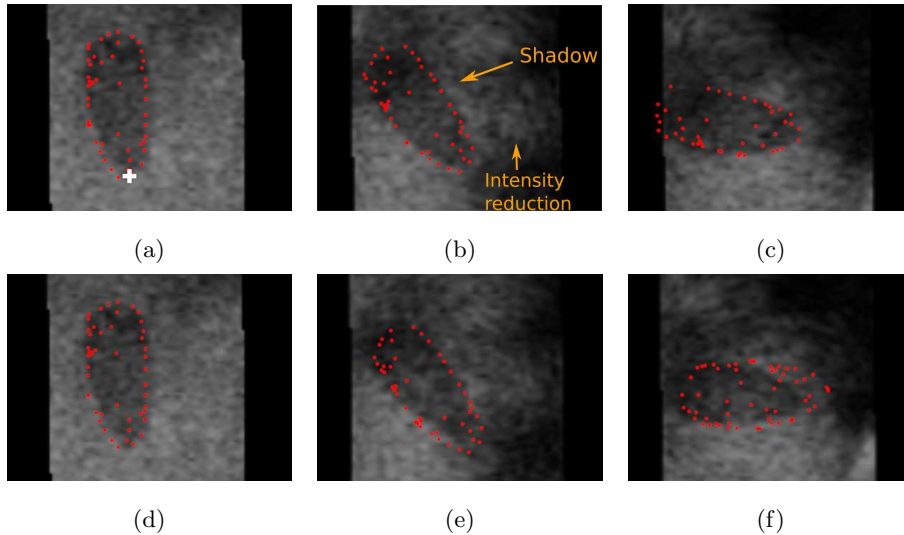 Shadow
Intensity
reduction
(a)
(b)
(c)
(d)
(e)
(f)